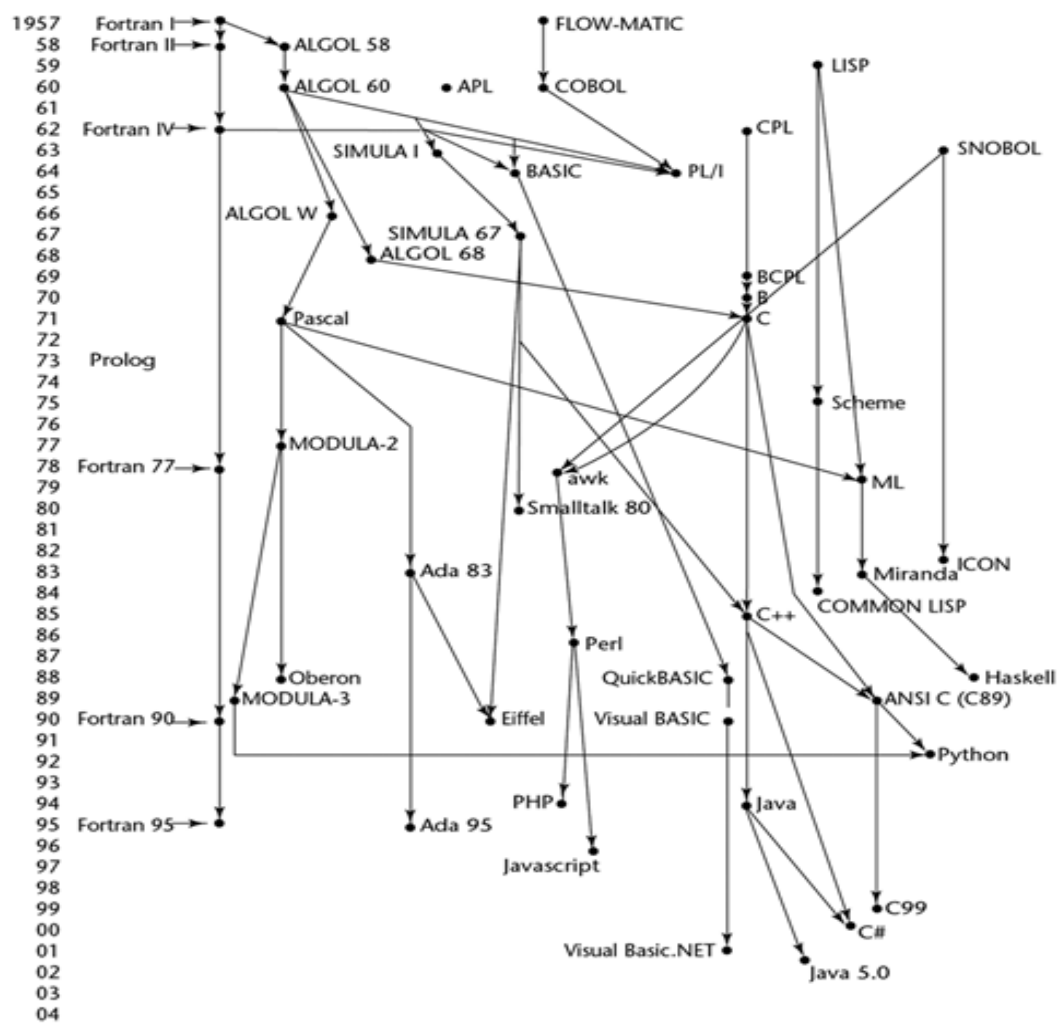 1957 Fortran I FLOW-MATIC
58 Fortran II ALGOL 58
59 LISP
60 ALGOL 60 APL COBOL
61
62 Fortran IV CPL
63 SIMULA I SNOBOL
64 BASIC PL/I
65
66 ALGOL W
67 SIMULA 67
68 ALGOL 68
69 BCPL
70 B
71 Pascal C
72
73 Prolog
74
75 Scheme
76
77 MODULA-2
78 Fortran 77 awk
79 ML
80 Smalltalk 80
81
82 ICON
83 Ada 83 Miranda
84 COMMON LISP
85 C++
86 Perl
87
88 Oberon QuickBASIC Haskell
89 MODULA-3 ANSI C (C89)
90 Fortran 90 Eiffel Visual BASIC
91
92 Python
93
94 PHP Java
95 Fortran 95 Ada 95
96 Javascript
97
98
99 C99
00 C#
01 Visual Basic.NET
02 Java 5.0
03
04